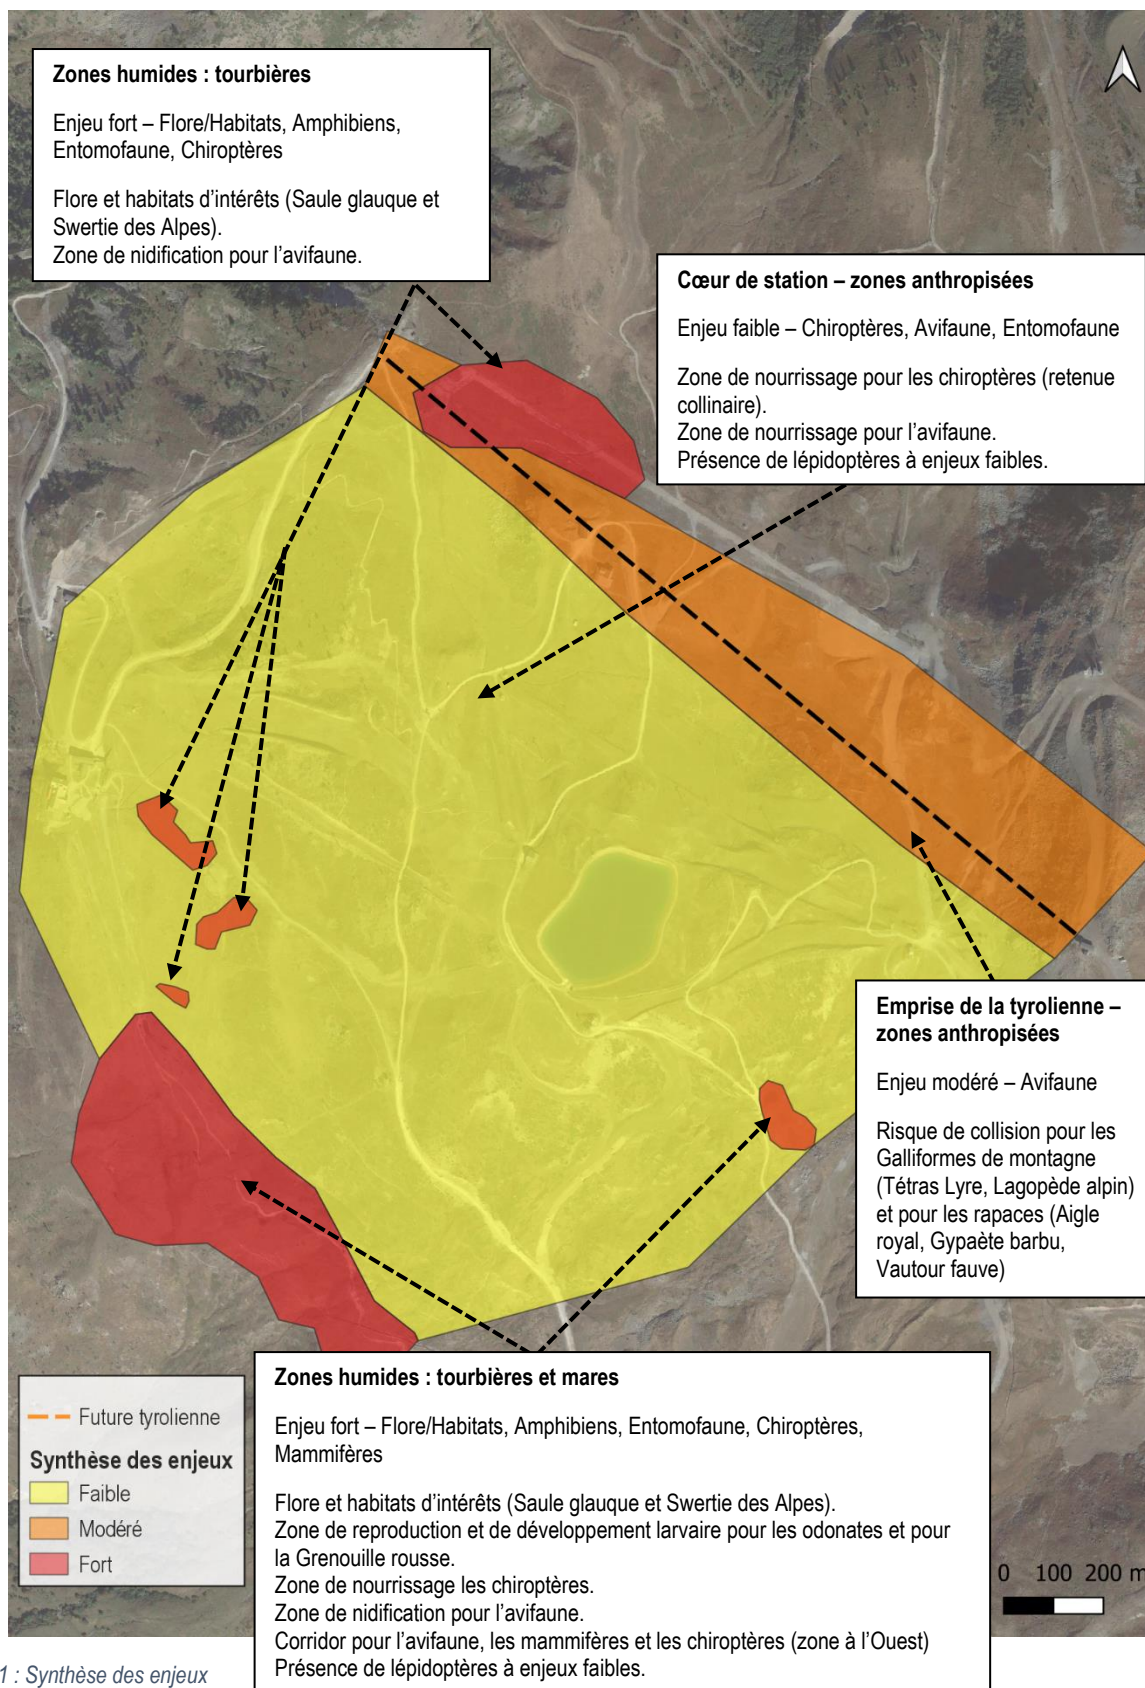 Zones humides : tourbières
Enjeu fort – Flore/Habitats, Amphibiens,
Entomofaune, Chiroptères
Flore et habitats d'intérêts (Saule glauque et
Swertie des Alpes).
Zone de nidification pour l'avifaune.
Cœur de station – zones anthropisées
Enjeu faible – Chiroptères, Avifaune, Entomofaune
Zone de nourrissage pour les chiroptères (retenue
collinaire).
Zone de nourrissage pour l'avifaune.
Présence de lépidoptères à enjeux faibles.
Emprise de la tyrolienne –
zones anthropisées
Enjeu modéré – Avifaune
Risque de collision pour les
Galliformes de montagne
(Tétras Lyre, Lagopède alpin)
et pour les rapaces (Aigle
royal, Gypaète barbu,
Vautour fauve)
Zones humides : tourbières et mares
Enjeu fort – Flore/Habitats, Amphibiens, Entomofaune, Chiroptères,
Mammifères
Flore et habitats d'intérêts (Saule glauque et Swertie des Alpes).
Zone de reproduction et de développement larvaire pour les odonates et pour
la Grenouille rousse.
Zone de nourrissage les chiroptères.
Zone de nidification pour l'avifaune.
Corridor pour l'avifaune, les mammifères et les chiroptères (zone à l'Ouest)
Présence de lépidoptères à enjeux faibles.
Future tyrolienne
Synthèse des enjeux
Faible
Modéré
Fort
0 100 200 m
1 : Synthèse des enjeux